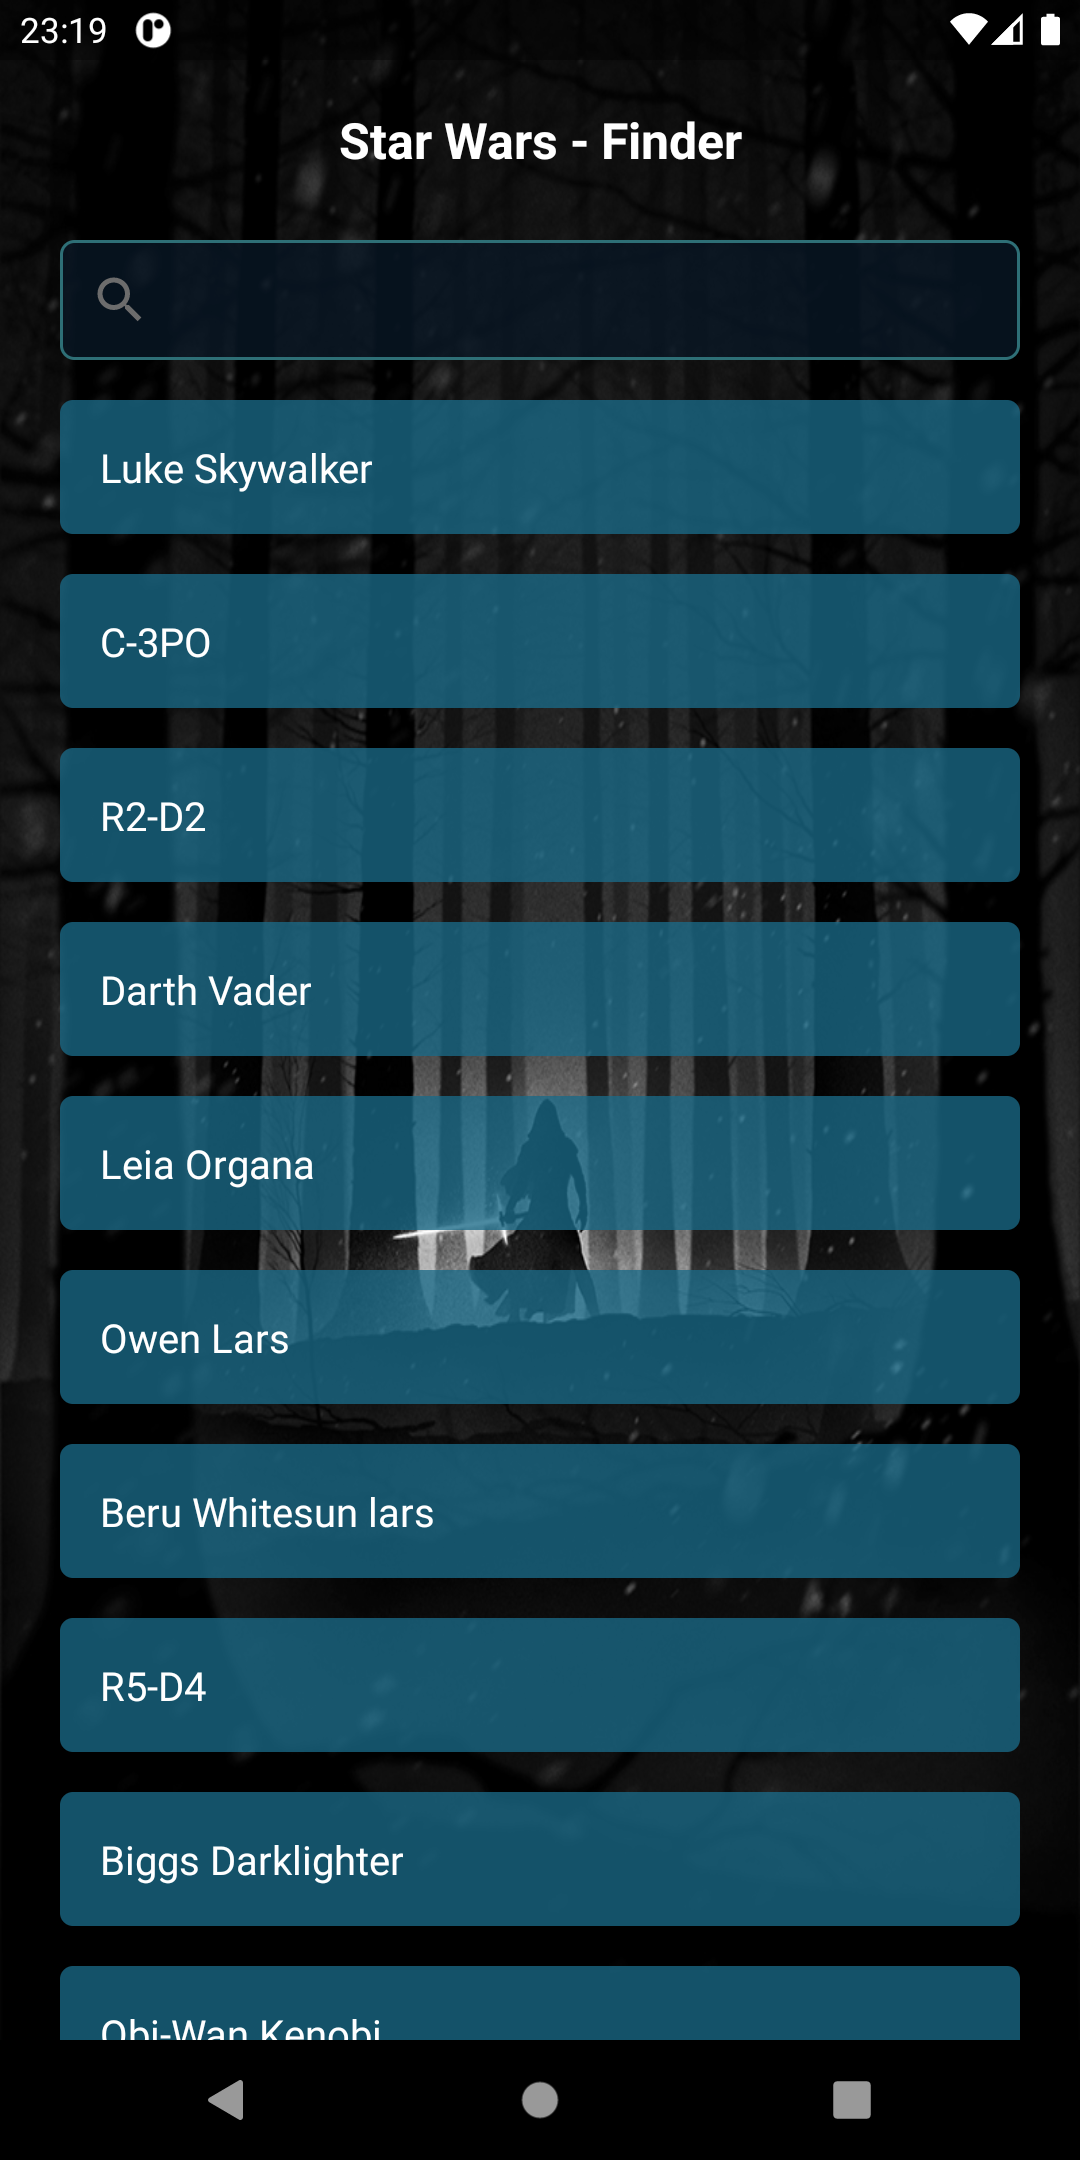 23:19
Star Wars - Finder
Luke Skywalker
C-3PO
R2-D2
Darth Vader
Leia Organa
Owen Lars
Beru Whitesun lars
R5-D4
Biggs Darklighter
Obi-Wan Kenobi